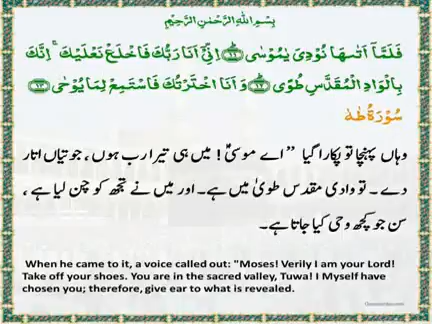 بِسْمِ اللهِ الرَّحْمٰنِ الرَّحِيْمِ
فَلَمَّآ اَتٰىهَا نُوْدِيَ يٰمُوْسٰى ۝۱۱ اِنِّيْٓ اَنَا رَبُّكَ فَاخْلَعْ نَعْلَيْكَ ۚ اِنَّكَ
بِالْوَادِ الْمُقَدَّسِ طُوًى ۝۱۲ وَ اَنَا اخْتَرْتُكَ فَاسْتَمِعْ لِمَا يُوْحٰى ۝۱۳
سُوْرَةُ طٰهٰ
وہاں پہنچا تو پکارا گیا ”اے موسیٰؑ! میں ہی تیرا رب ہوں ، جوتیاں اتار
دے ۔ تو وادی مقدس طویٰ میں ہے ۔ اور میں نے تجھ کو چن لیا ہے ،
سن جو کچھ وحی کیا جاتا ہے ۔
When he came to it, a voice called out: "Moses! Verily I am your Lord!
Take off your shoes. You are in the sacred valley, Tuwa! I Myself have
chosen you; therefore, give ear to what is revealed.